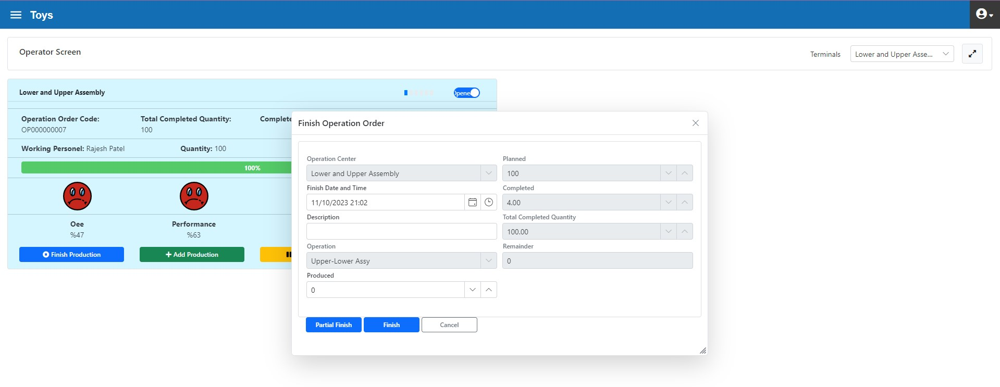 Toys
Operator Screen
Terminals
Lower and Upper Asse...
Lower and Upper Assembly
Opene
Operation Order Code:
OP000000007
Total Completed Quantity:
100
Complete
Working Personel: Rajesh Patel
Quantity: 100
100%
Oee
%47
Performance
%63
Finish Production
Add Production
Finish Operation Order
Operation Center
Lower and Upper Assembly
Planned
100
Finish Date and Time
11/10/2023 21:02
Completed
4.00
Description
Total Completed Quantity
100.00
Operation
Upper-Lower Assy
Remainder
0
Produced
0
Partial Finish
Finish
Cancel